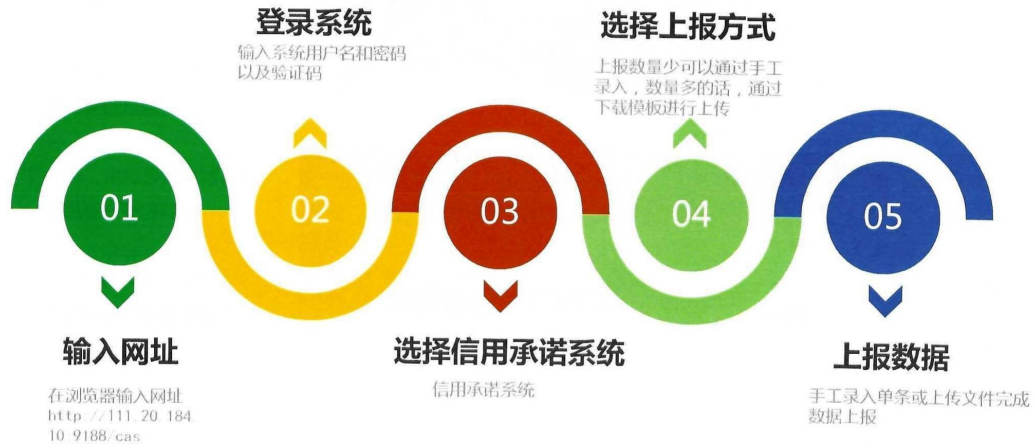 登录系统
输入系统用户名和密码
以及验证码
选择上报方式
上报数量少可以通过手工
录入，数量多的话，通过
下载模板进行上传
01
02
03
04
05
输入网址
在浏览器输入网址
http://111.20.184.
10:9188/cas
选择信用承诺系统
信用承诺系统
上报数据
手工录入单条或上传文件完成
数据上报